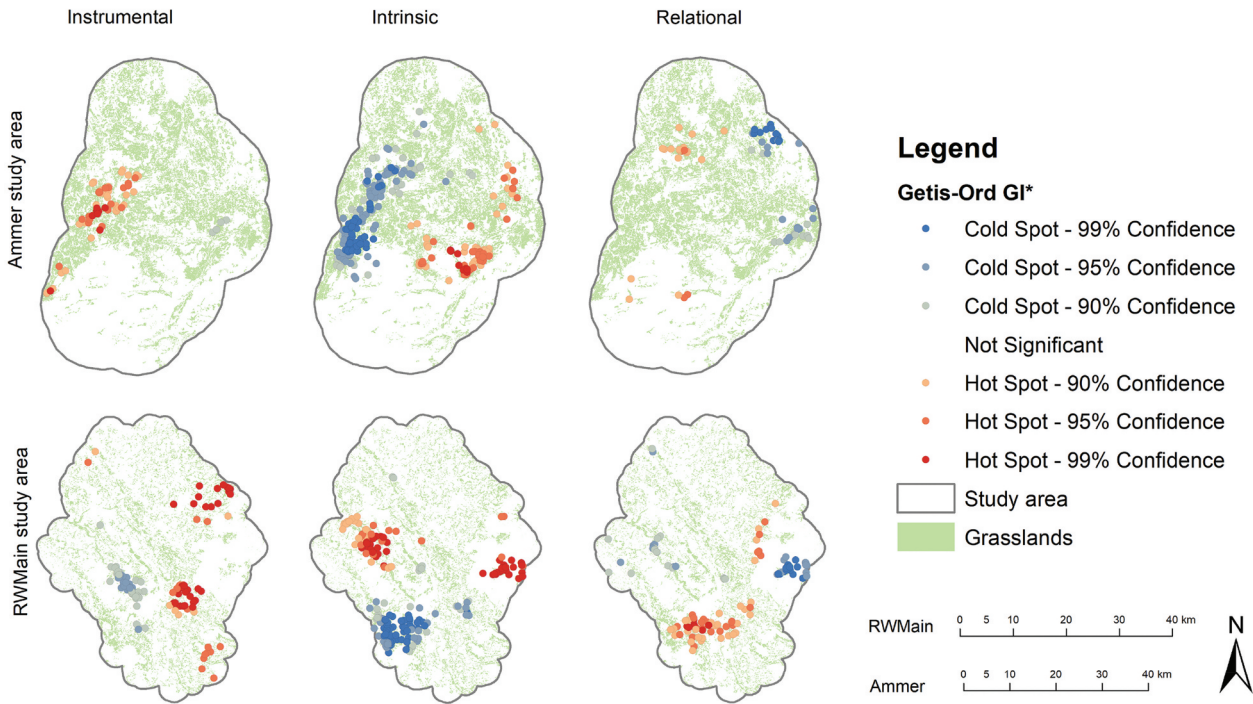 Instrumental
Intrinsic
Relational
Ammer study area
RWMain study area
Legend
Getis-Ord GI*
Cold Spot - 99% Confidence
Cold Spot - 95% Confidence
Cold Spot - 90% Confidence
Not Significant
Hot Spot - 90% Confidence
Hot Spot - 95% Confidence
Hot Spot - 99% Confidence
Study area
Grasslands
RWMain
0 5 10 20 30 40 km
Ammer
0 5 10 20 30 40 km
N